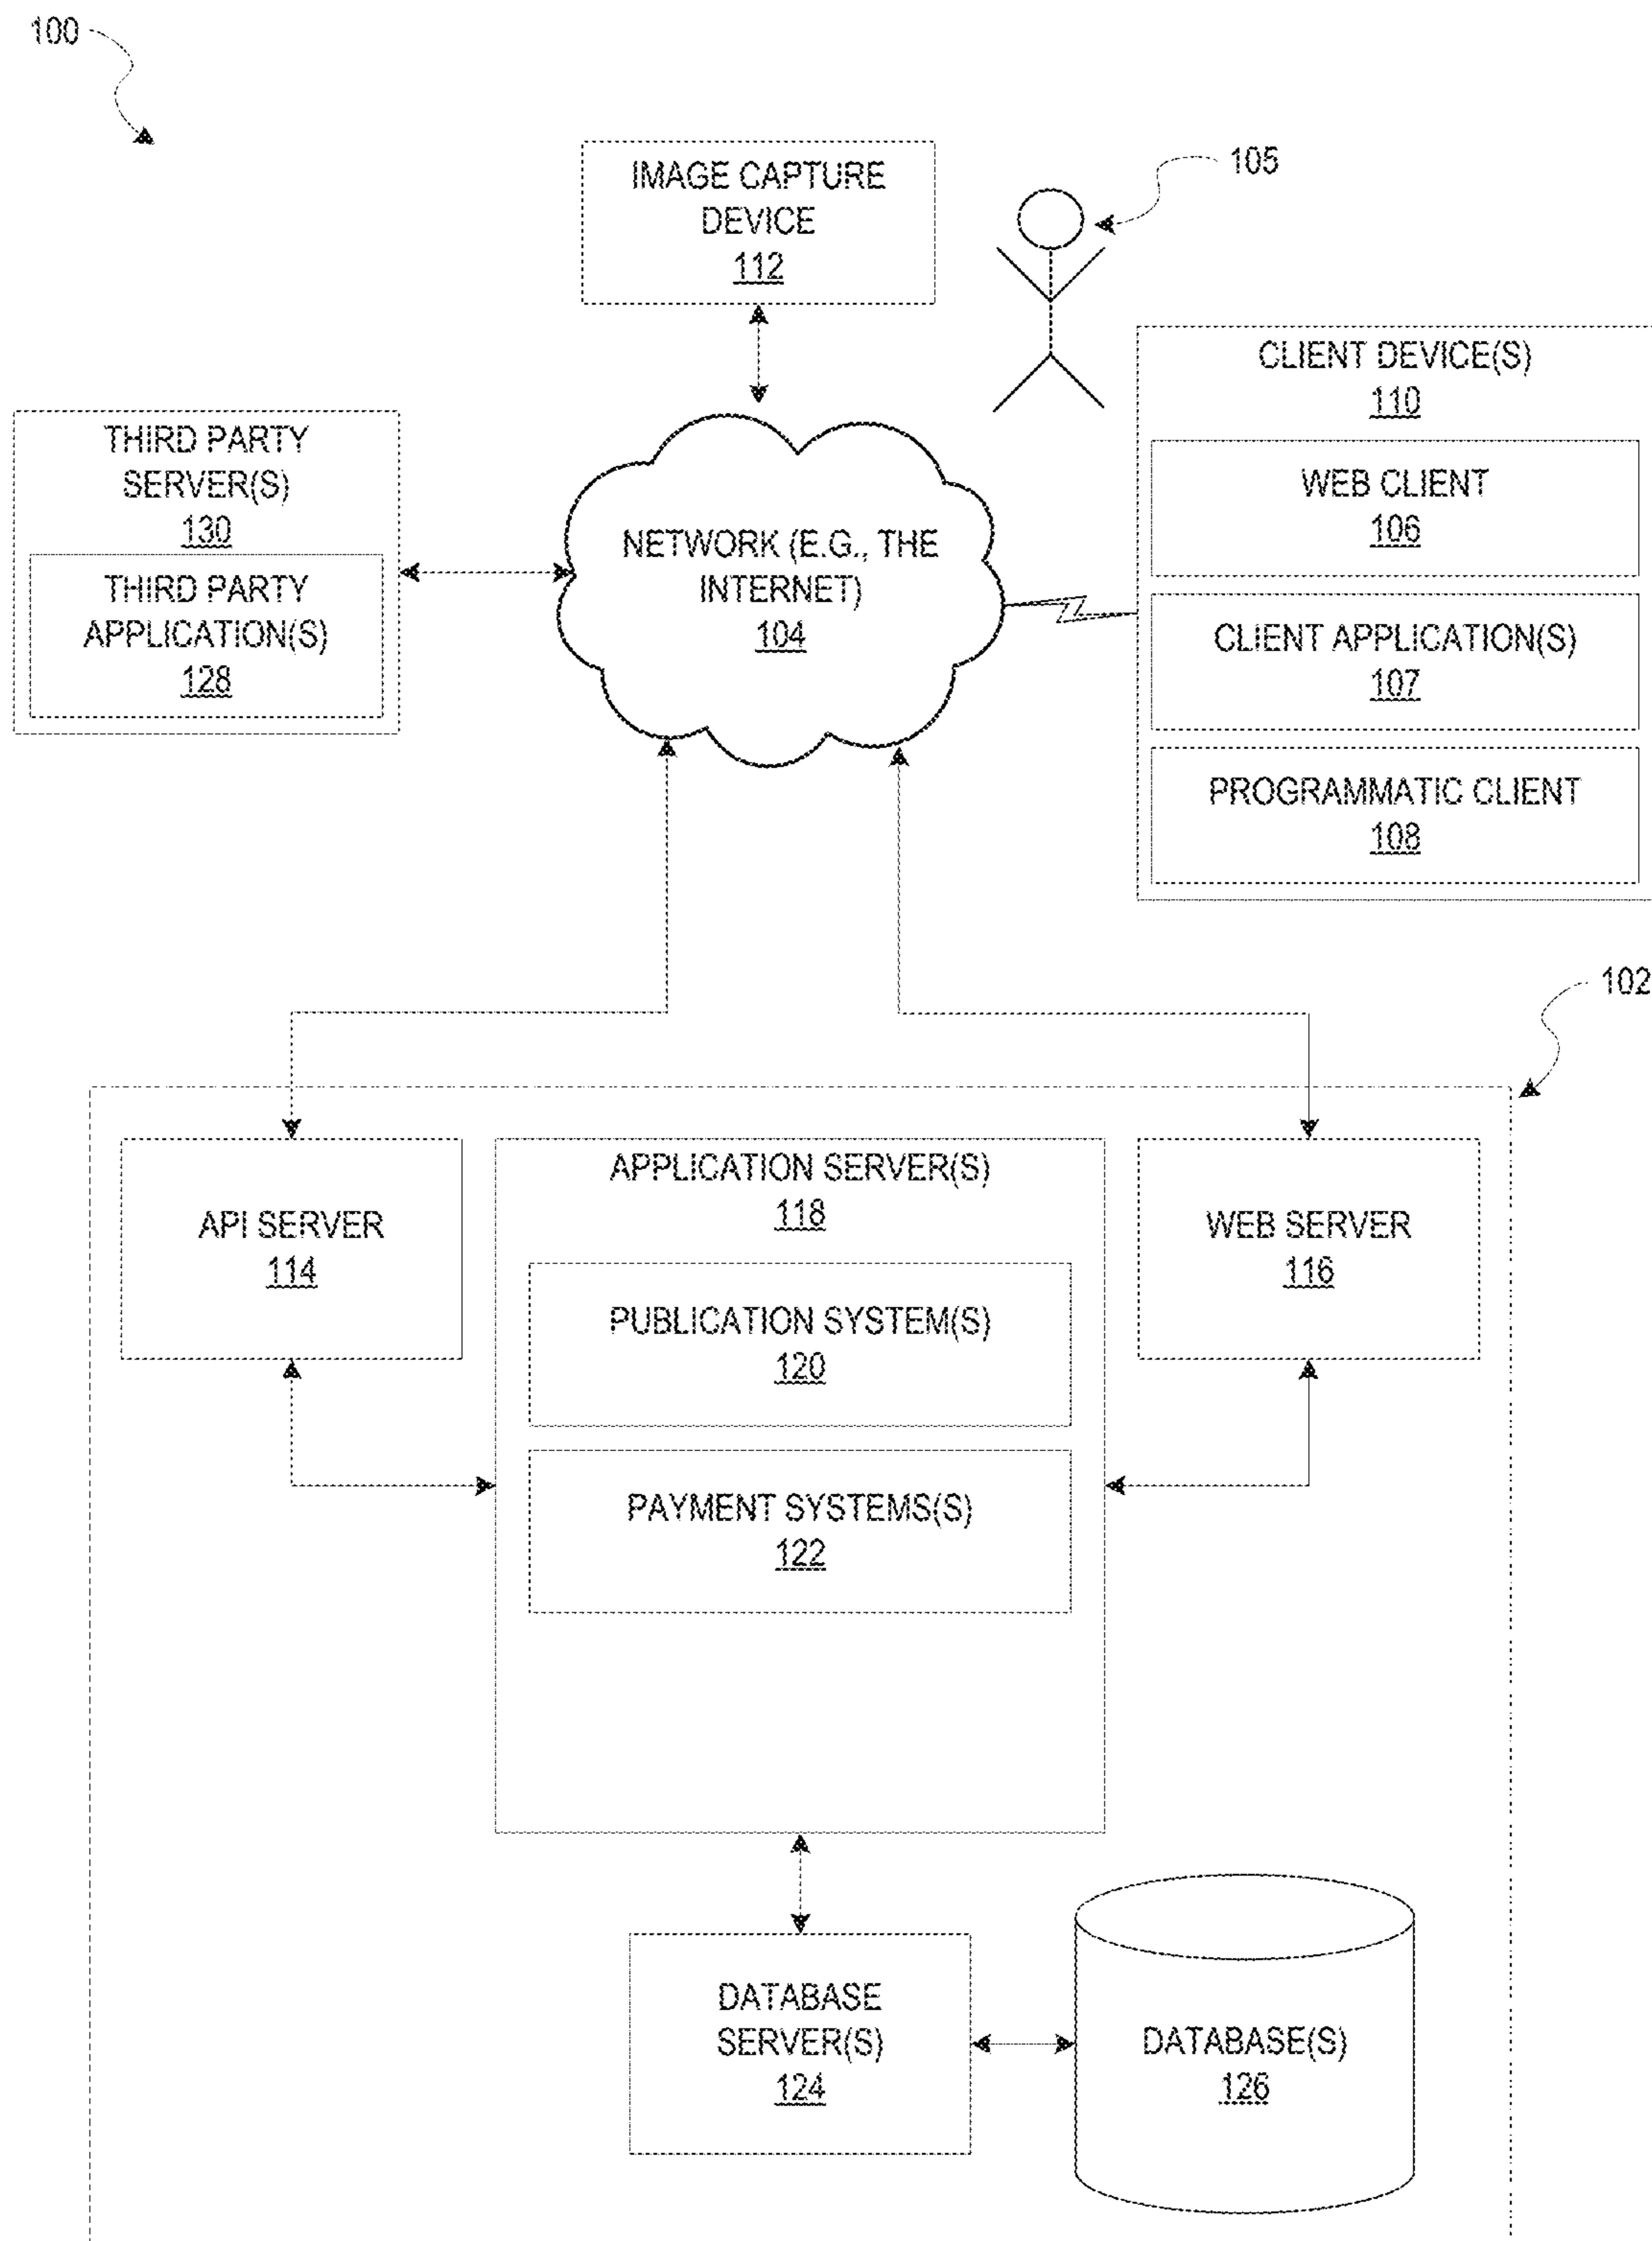 100
IMAGE CAPTURE
DEVICE
112
105
CLIENT DEVICE(S)
110
WEB CLIENT
106
CLIENT APPLICATION(S)
107
PROGRAMMATIC CLIENT
108
THIRD PARTY
SERVER(S)
130
THIRD PARTY
APPLICATION(S)
128
NETWORK (E.G., THE
INTERNET)
104
102
API SERVER
114
APPLICATION SERVER(S)
118
PUBLICATION SYSTEM(S)
120
PAYMENT SYSTEMS(S)
122
WEB SERVER
116
DATABASE
SERVER(S)
124
DATABASE(S)
126